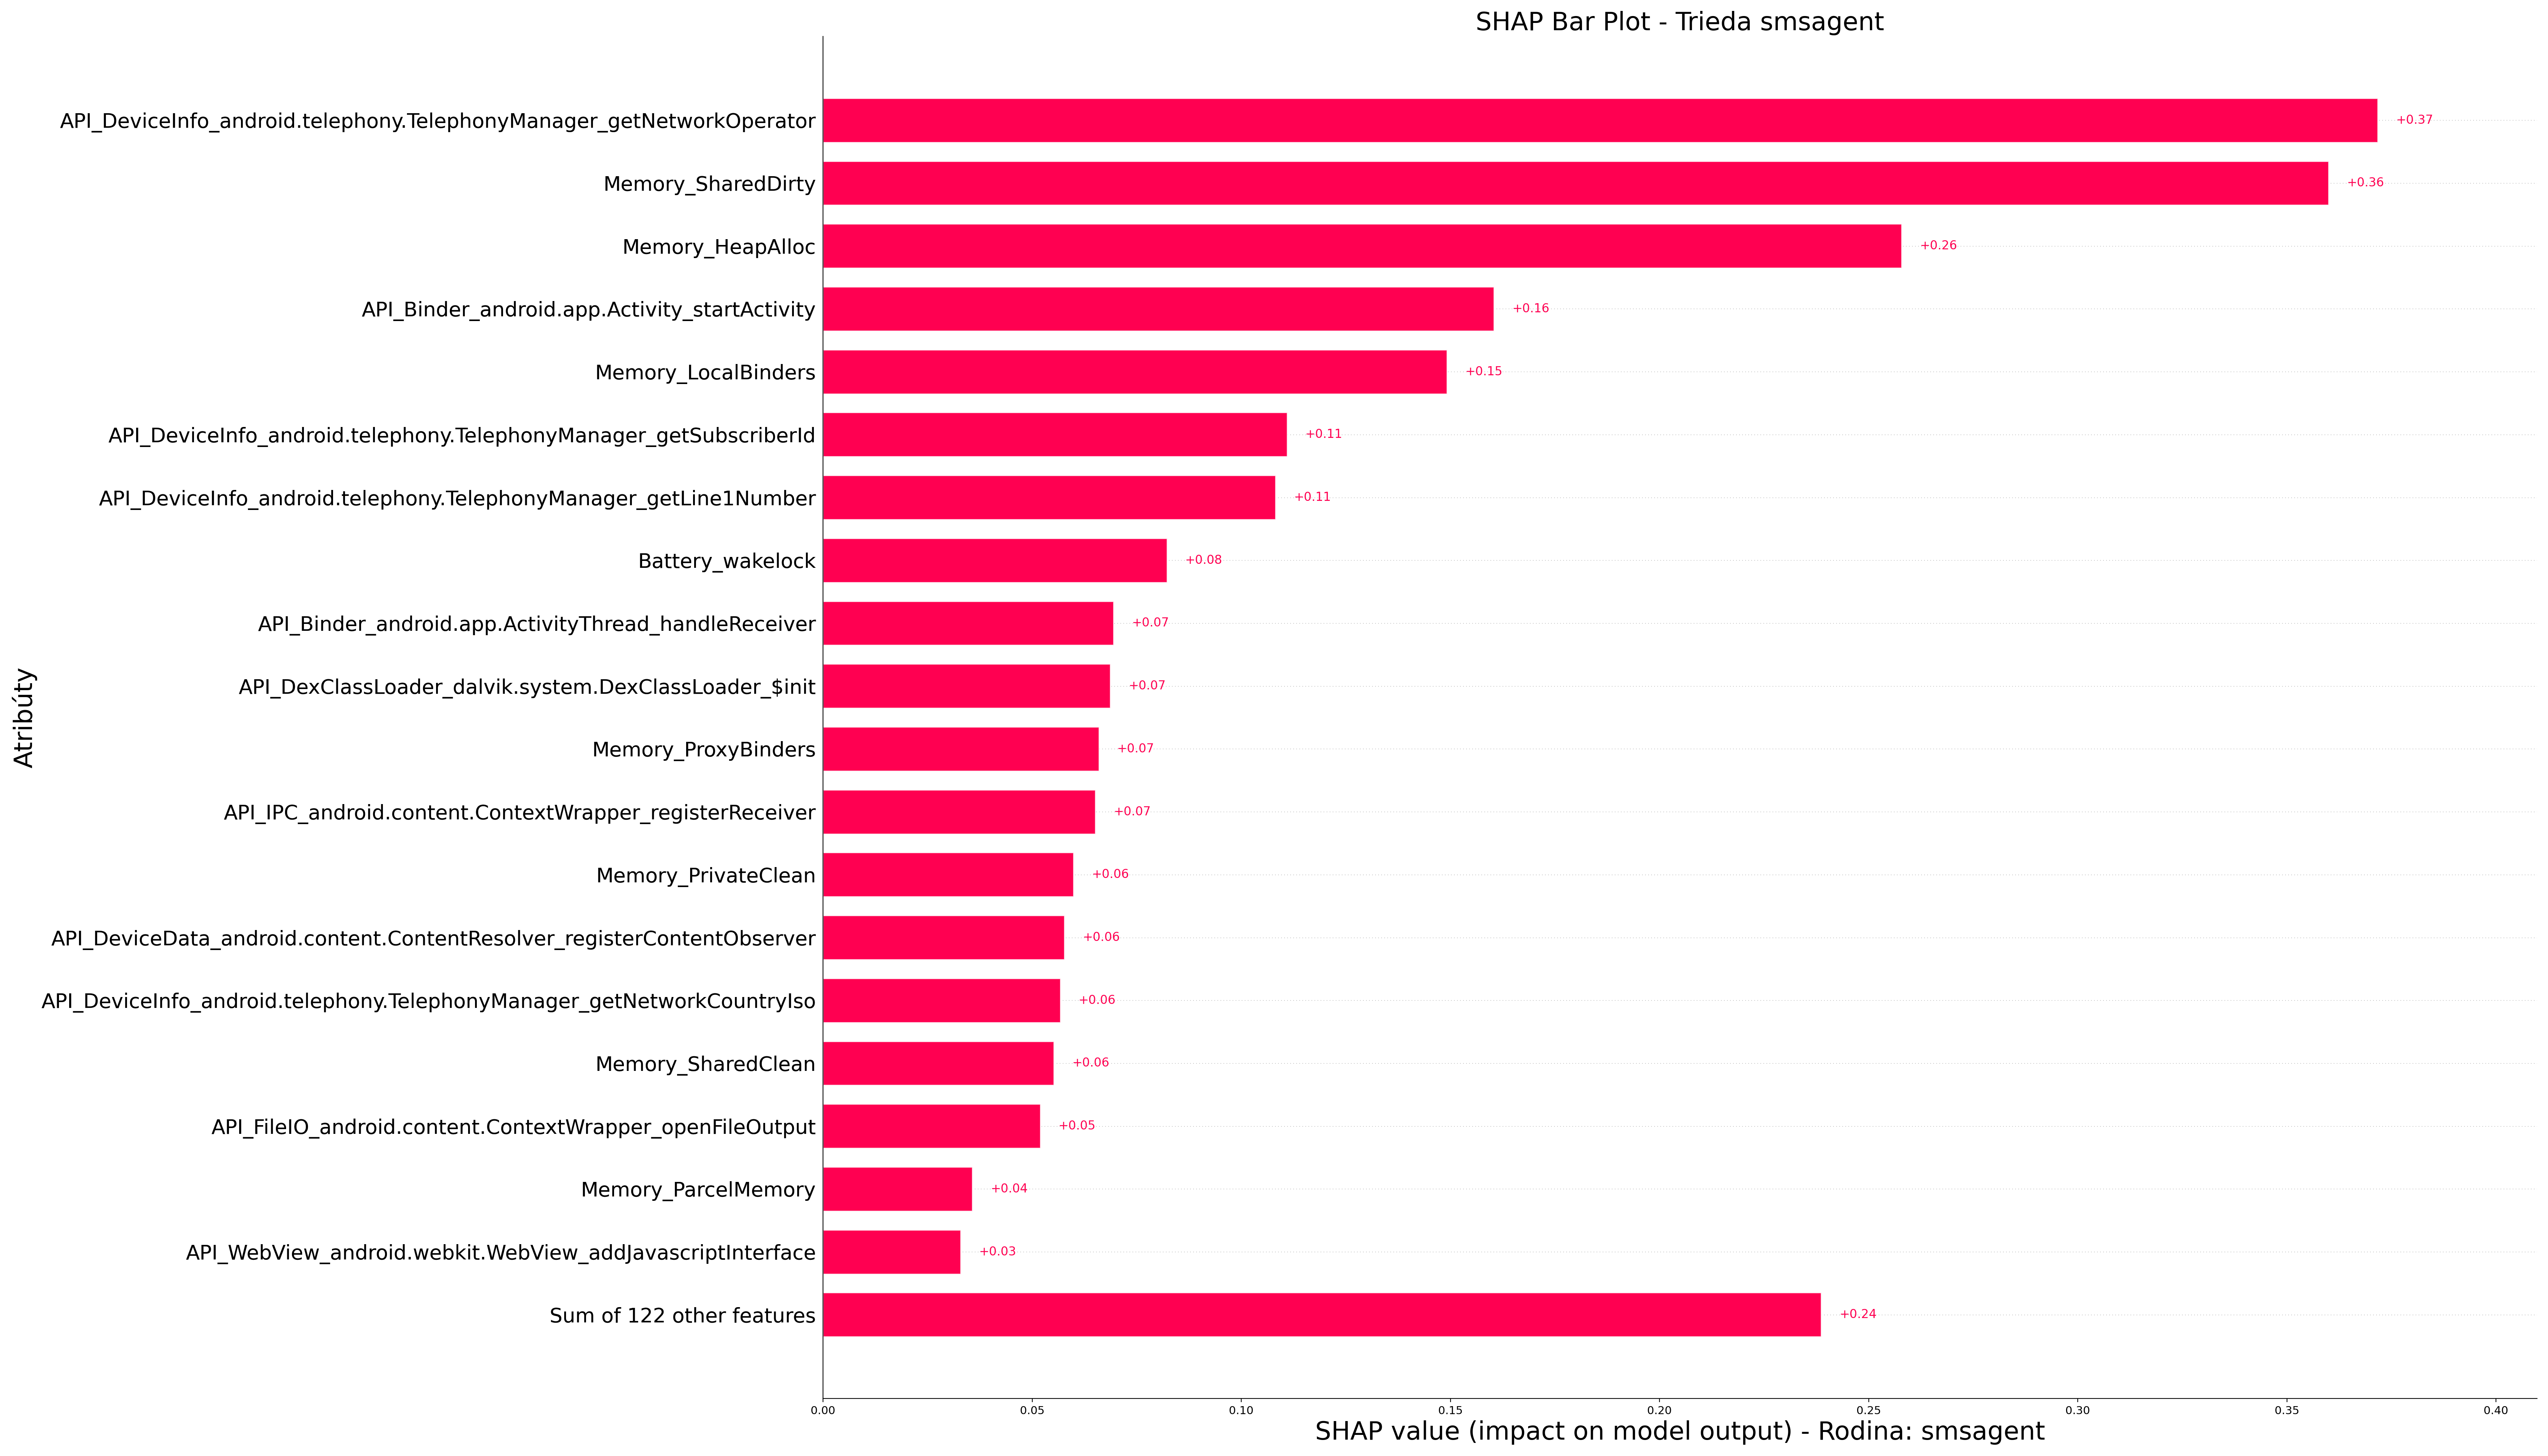 SHAP Bar Plot - Trieda smsagent
API_DeviceInfo_android.telephony.TelephonyManager_getNetworkOperator +0.37
Memory_SharedDirty +0.36
Memory_HeapAlloc +0.26
API_Binder_android.app.Activity_startActivity +0.16
Memory_LocalBinders +0.15
API_DeviceInfo_android.telephony.TelephonyManager_getSubscriberId +0.11
API_DeviceInfo_android.telephony.TelephonyManager_getLine1Number +0.11
Battery_wakelock +0.08
API_Binder_android.app.ActivityThread_handleReceiver +0.07
API_DexClassLoader_dalvik.system.DexClassLoader_$init +0.07
Memory_ProxyBinders +0.07
API_IPC_android.content.ContextWrapper_registerReceiver +0.07
Memory_PrivateClean +0.06
API_DeviceData_android.content.ContentResolver_registerContentObserver +0.06
API_DeviceInfo_android.telephony.TelephonyManager_getNetworkCountryIso +0.06
Memory_SharedClean +0.06
API_FileIO_android.content.ContextWrapper_openFileOutput +0.05
Memory_ParcelMemory +0.04
API_WebView_android.webkit.WebView_addJavascriptInterface +0.03
Sum of 122 other features +0.24
Atribúty
0.00 0.05 0.10 0.15 0.20 0.25 0.30 0.35 0.40
SHAP value (impact on model output) - Rodina: smsagent